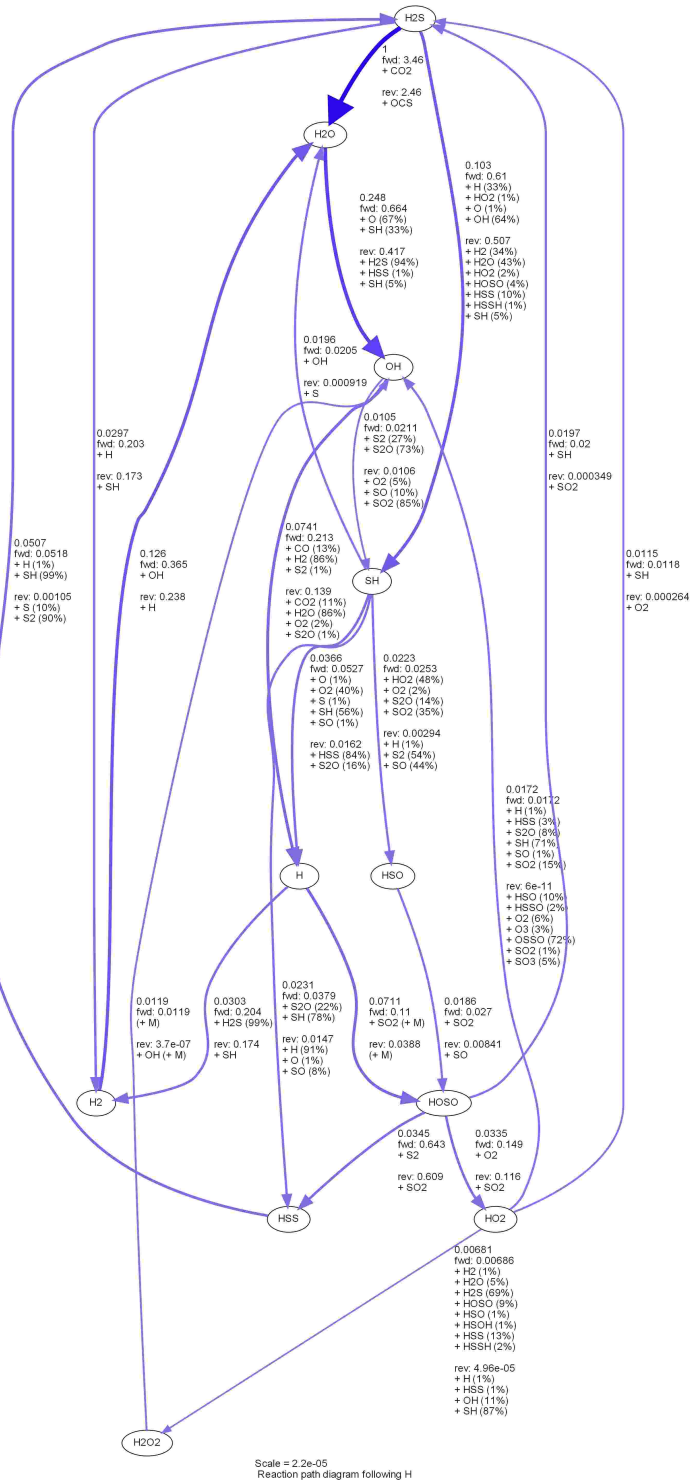 H2S
1
fwd: 3.46
+ CO2
rev: 2.46
+ OCS
H2O
0.103
fwd: 0.61
+ H (33%)
+ HO2 (1%)
+ O (1%)
+ OH (64%)
rev: 0.507
+ H2 (34%)
+ H2O (43%)
+ HO2 (2%)
+ HOSO (4%)
+ HSS (10%)
+ HSSH (1%)
+ SH (5%)
0.248
fwd: 0.664
+ O (67%)
+ SH (33%)
rev: 0.417
+ H2S (94%)
+ HSS (1%)
+ SH (5%)
0.0196
fwd: 0.0205
+ OH
rev: 0.000919
+ S
OH
0.0105
fwd: 0.0211
+ S2 (27%)
+ S2O (73%)
rev: 0.0106
+ O2 (5%)
+ SO (10%)
+ SO2 (85%)
0.0297
fwd: 0.203
+ H
rev: 0.173
+ SH
0.0197
fwd: 0.02
+ SH
rev: 0.000349
+ SO2
0.0507
fwd: 0.0518
+ H (1%)
+ SH (99%)
rev: 0.00105
+ S (10%)
+ S2 (90%)
0.126
fwd: 0.365
+ OH
rev: 0.238
+ H
0.0741
fwd: 0.213
+ CO (13%)
+ H2 (86%)
+ S2 (1%)
rev: 0.139
+ CO2 (11%)
+ H2O (86%)
+ O2 (2%)
+ S2O (1%)
SH
0.0115
fwd: 0.0118
+ SH
rev: 0.000264
+ O2
0.0366
fwd: 0.0527
+ O (1%)
+ O2 (40%)
+ S (1%)
+ SH (56%)
+ SO (1%)
rev: 0.0162
+ HSS (84%)
+ S2O (16%)
0.0223
fwd: 0.0253
+ HO2 (48%)
+ O2 (2%)
+ S2O (14%)
+ SO2 (35%)
rev: 0.00294
+ H (1%)
+ S2 (54%)
+ SO (44%)
0.0172
fwd: 0.0172
+ H (1%)
+ HSS (3%)
+ S2O (8%)
+ SH (71%)
+ SO (1%)
+ SO2 (15%)
rev: 6e-11
+ HSO (10%)
+ HSSO (2%)
+ O2 (6%)
+ O3 (3%)
+ OSSO (72%)
+ SO2 (1%)
+ SO3 (5%)
H
HSO
0.0119
fwd: 0.0119
(+ M)
rev: 3.7e-07
+ OH (+ M)
0.0303
fwd: 0.204
+ H2S (99%)
rev: 0.174
+ SH
0.0231
fwd: 0.0379
+ S2O (22%)
+ SH (78%)
rev: 0.0147
+ H (91%)
+ O (1%)
+ SO (8%)
0.0711
fwd: 0.11
+ SO2 (+ M)
rev: 0.0388
(+ M)
0.0186
fwd: 0.027
+ SO2
rev: 0.00841
+ SO
H2
HOSO
0.0345
fwd: 0.643
+ S2
rev: 0.609
+ SO2
0.0335
fwd: 0.149
+ O2
rev: 0.116
+ SO2
HSS
HO2
0.00681
fwd: 0.00686
+ H2 (1%)
+ H2O (5%)
+ H2S (69%)
+ HOSO (9%)
+ HSO (1%)
+ HSOH (1%)
+ HSS (13%)
+ HSSH (2%)
rev: 4.96e-05
+ H (1%)
+ HSS (1%)
+ OH (11%)
+ SH (87%)
H2O2
Scale = 2.2e-05
Reaction path diagram following H